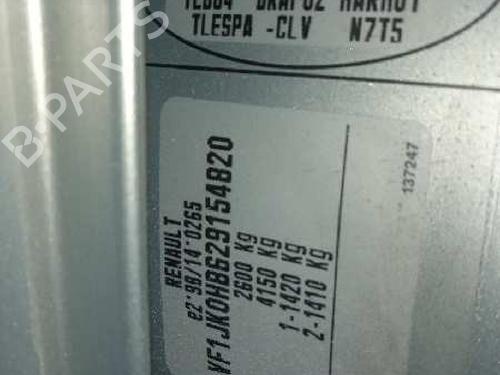 TLESPA -CLV N7T5
RENAULT
e2*98/14*0265
VF1JK0HB629154820
2600 Kg
4150 Kg
1-1420 Kg
2-1410 Kg
137247
B-PARTS